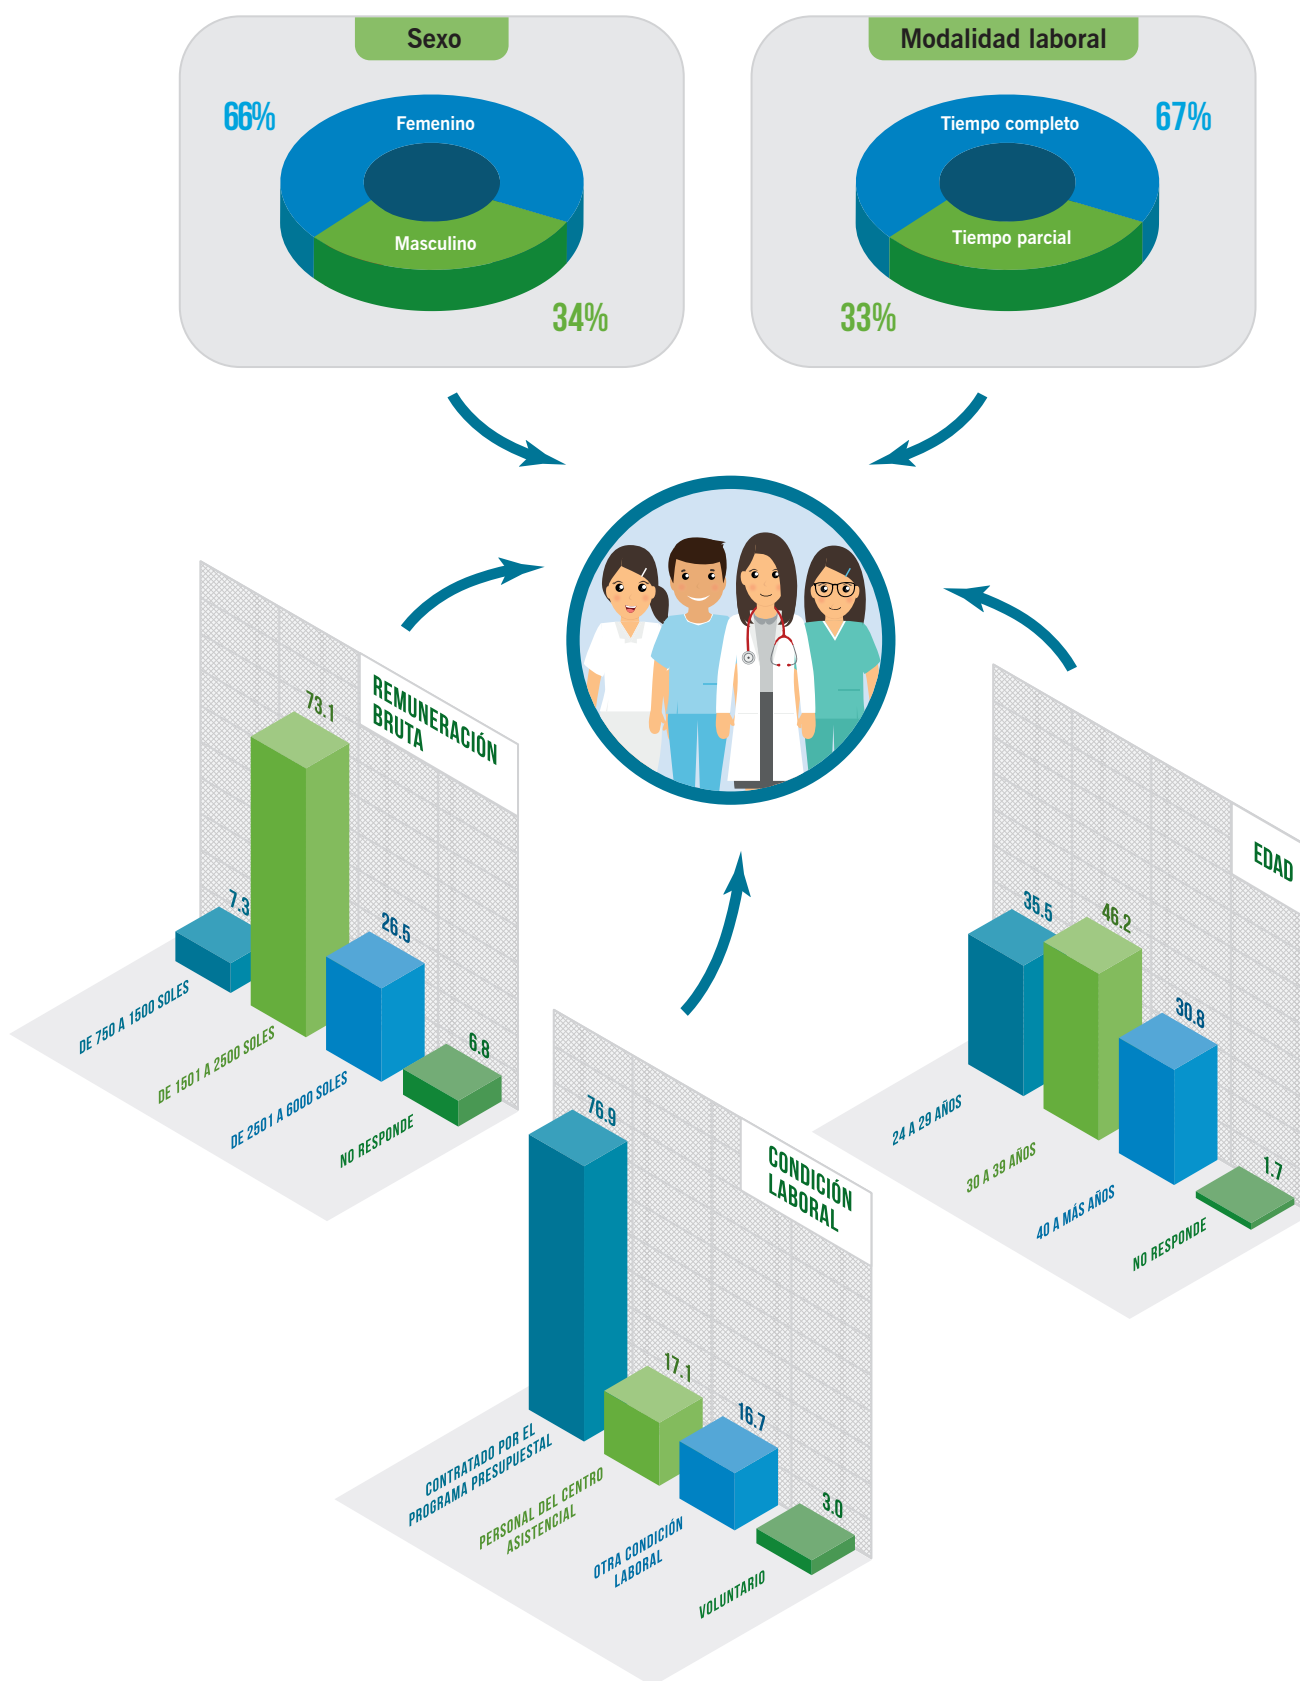 Sexo
66%
Femenino
Masculino
34%
Modalidad laboral
67%
Tiempo completo
Tiempo parcial
33%
REMUNERACIÓN
BRUTA
7.3
73.1
26.5
6.8
DE 750 A 1500 SOLES
DE 1501 A 2500 SOLES
DE 2501 A 6000 SOLES
NO RESPONDE
EDAD
35.5
46.2
30.8
1.7
24 A 29 AÑOS
30 A 39 AÑOS
40 A MÁS AÑOS
NO RESPONDE
CONDICIÓN
LABORAL
76.9
17.1
16.7
3.0
CONTRATADO POR EL
PROGRAMA PRESUPUESTAL
PERSONAL DEL CENTRO
ASISTENCIAL
OTRA CONDICIÓN
LABORAL
VOLUNTARIO